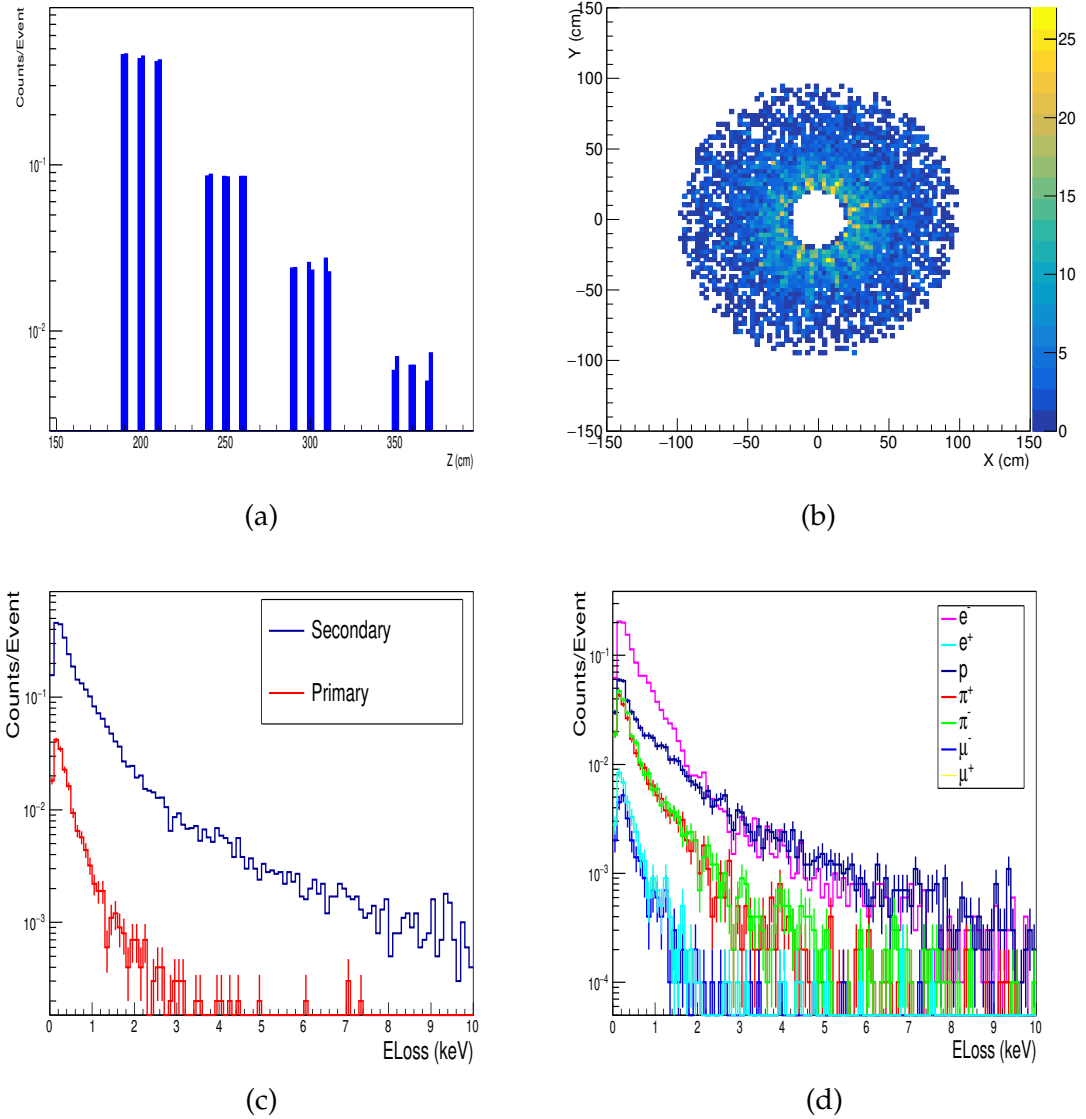 Counts/Event
10⁻¹
10⁻²
150 200 250 300 350
Z (cm)
(a)
Y (cm)
150
100
50
0
−50
−100
−150
−150 −100 −50 0 50 100 150
X (cm)
25
20
15
10
5
0
(b)
Counts/Event
10⁻¹
10⁻²
10⁻³
Secondary
Primary
0 1 2 3 4 5 6 7 8 9 10
ELoss (keV)
(c)
Counts/Event
10⁻¹
10⁻²
10⁻³
10⁻⁴
e⁻
e⁺
p
π⁺
π⁻
μ⁻
μ⁺
0 1 2 3 4 5 6 7 8 9 10
ELoss (keV)
(d)